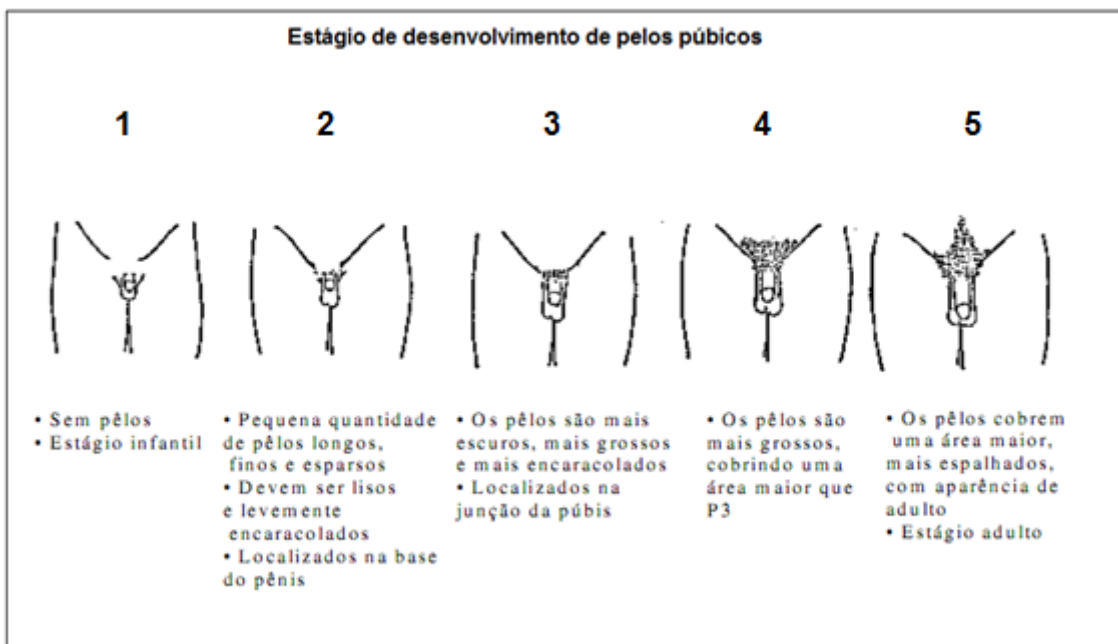 Estágio de desenvolvimento de pelos púbicos
1 2 3 4 5
• Sem pêlos
• Estágio infantil
• Pequena quantidade
de pêlos longos,
finos e esparsos
• Devem ser lisos
e levemente
encaracolados
• Localizados na base
do pênis
• Os pêlos são mais
escuros, mais grossos
e mais encaracolados
• Localizados na
junção da púbis
• Os pêlos são
mais grossos,
cobrindo uma
área maior que
P3
• Os pêlos cobrem
uma área maior,
mais espalhados,
com aparência de
adulto
• Estágio adulto